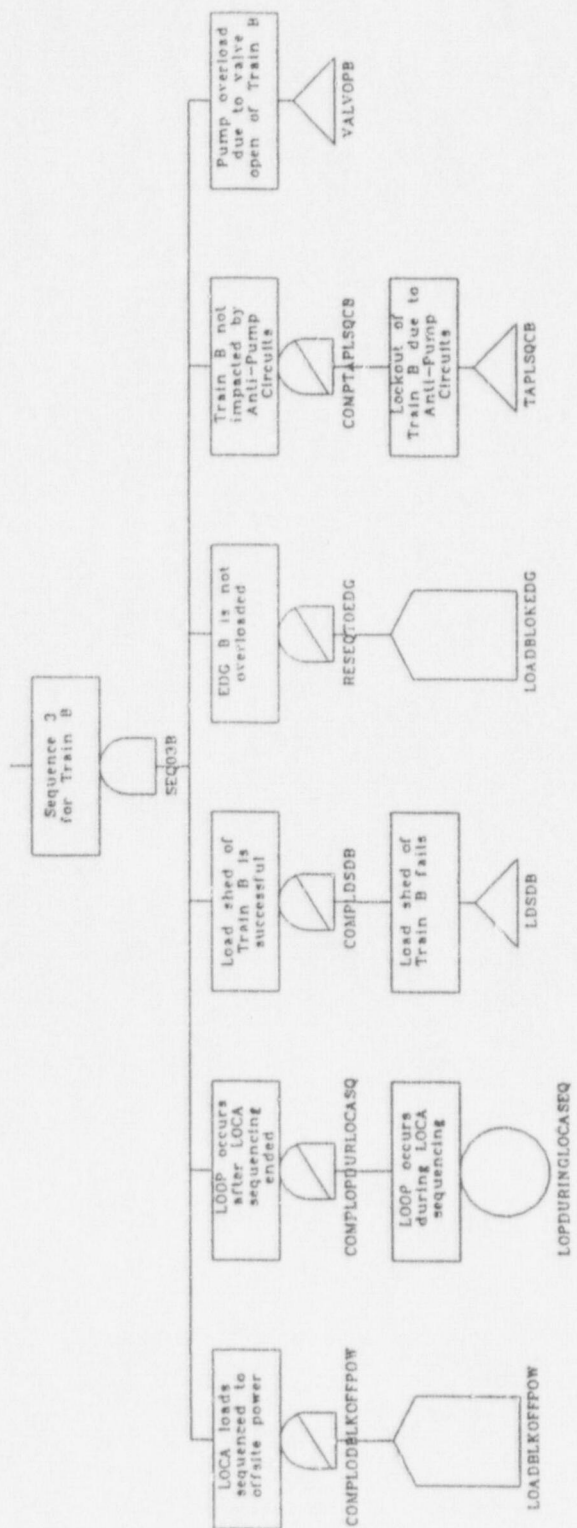 Sequence 3
for Train B
SEQ03B
LOCA loads
sequenced to
offsite power
COMPLODBLKOFFPOW
LOADBLKOFFPOW
LOOP occurs
after LOCA
sequencing
ended
COMPLOPDURLOCASQ
LOOP occurs
during LOCA
sequencing
LOPDURINGLOCASEQ
Load shed of
Train B is
successful
COMPLDSDB
Load shed of
Train B fails
LDSDB
EDG B is not
overloaded
RESEQTOEDG
LOADBLOKEDG
Train B not
impacted by
Anti-Pump
Circuits
COMPTAPLSQCB
Lockout of
Train B due to
Anti-Pump
Circuits
TAPLSQCB
Pump overload
due to valve
open of Train B
VALVOPB